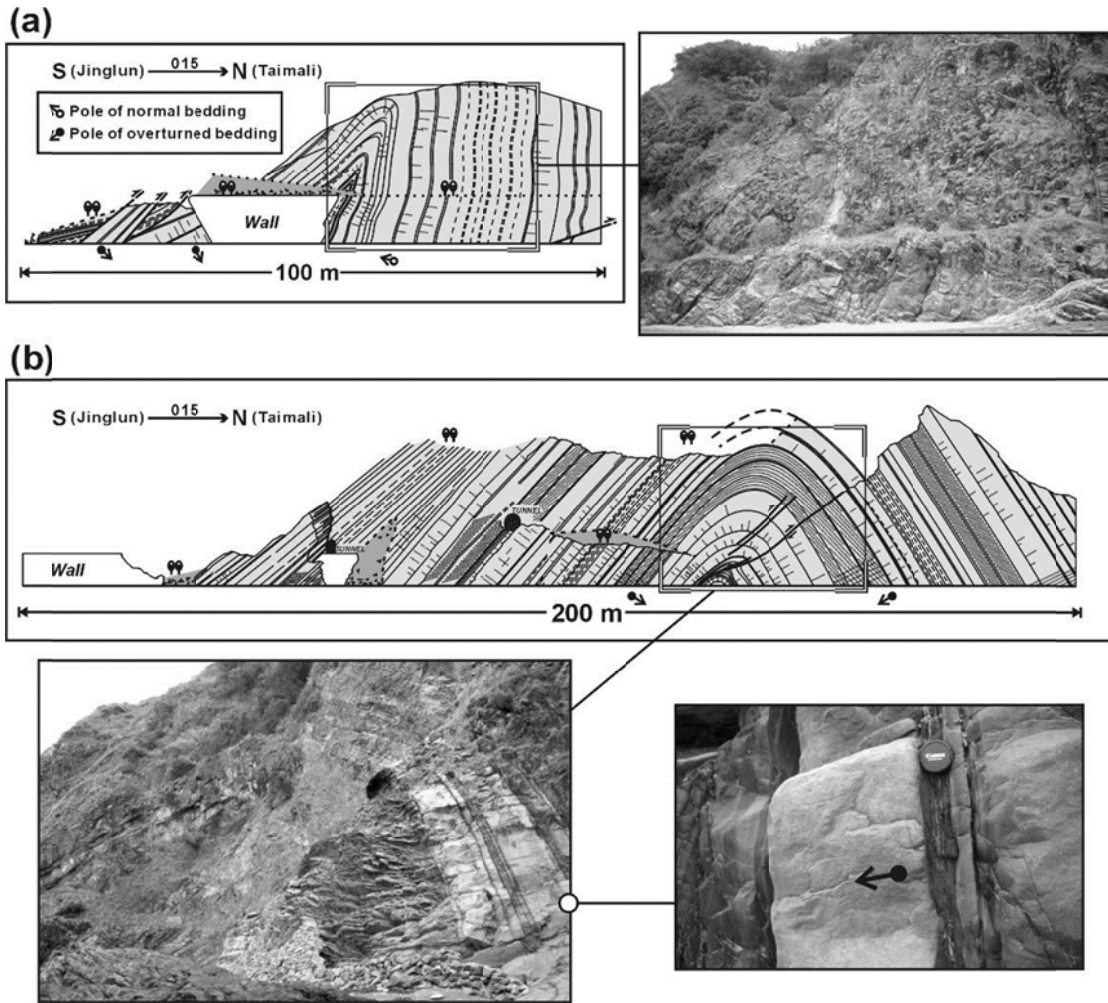 (a)
S (Jinglun) 015 N (Taimali)
Pole of normal bedding
Pole of overturned bedding
Wall
100 m
(b)
S (Jinglun) 015 N (Taimali)
TUNNEL
TUNNEL
Wall
200 m